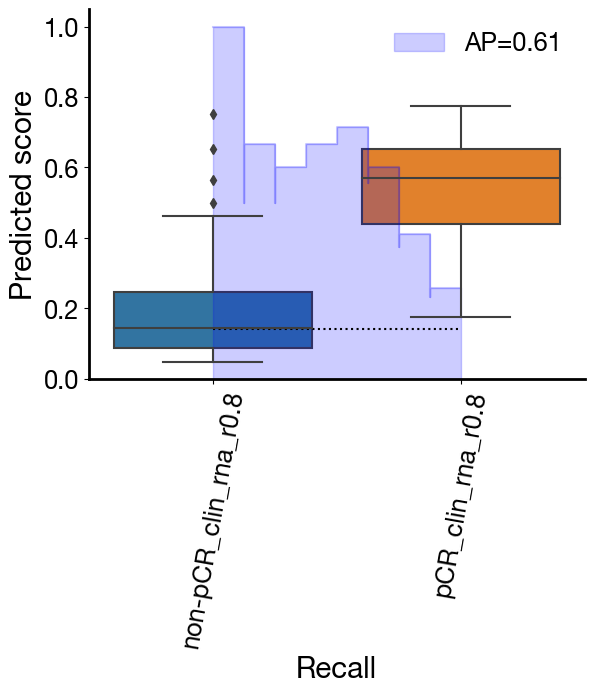 AP=0.61
Predicted score
1.0
0.8
0.6
0.4
0.2
0.0
non-pCR_clin_rna_r0.8
pCR_clin_rna_r0.8
Recall